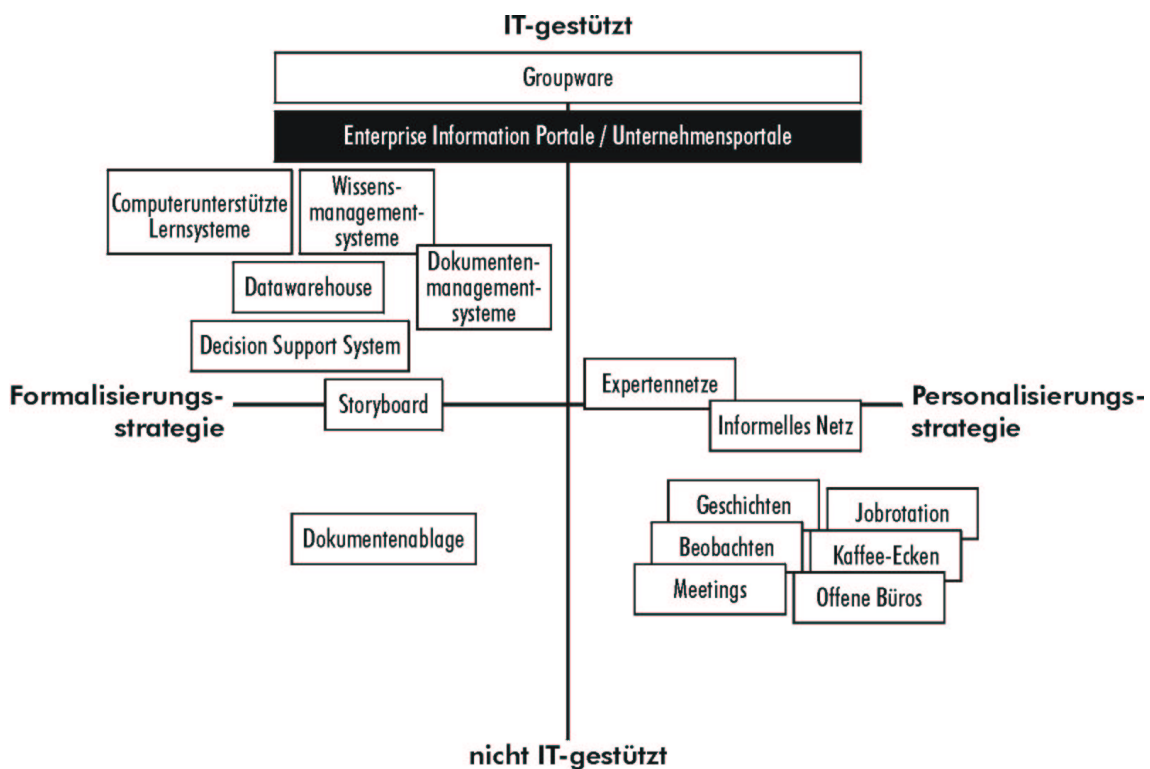 IT-gestützt
Groupware
Enterprise Information Portale / Unternehmensportale
Computerunterstützte
Lernsysteme
Wissens-
management-
systeme
Dokumenten-
management-
systeme
Datawarehouse
Decision Support System
Formalisierungs-
strategie
Storyboard
Expertennetze
Informelles Netz
Personalisierungs-
strategie
Dokumentenablage
Geschichten
Jobrotation
Beobachten
Kaffee-Ecken
Meetings
Offene Büros
nicht IT-gestützt